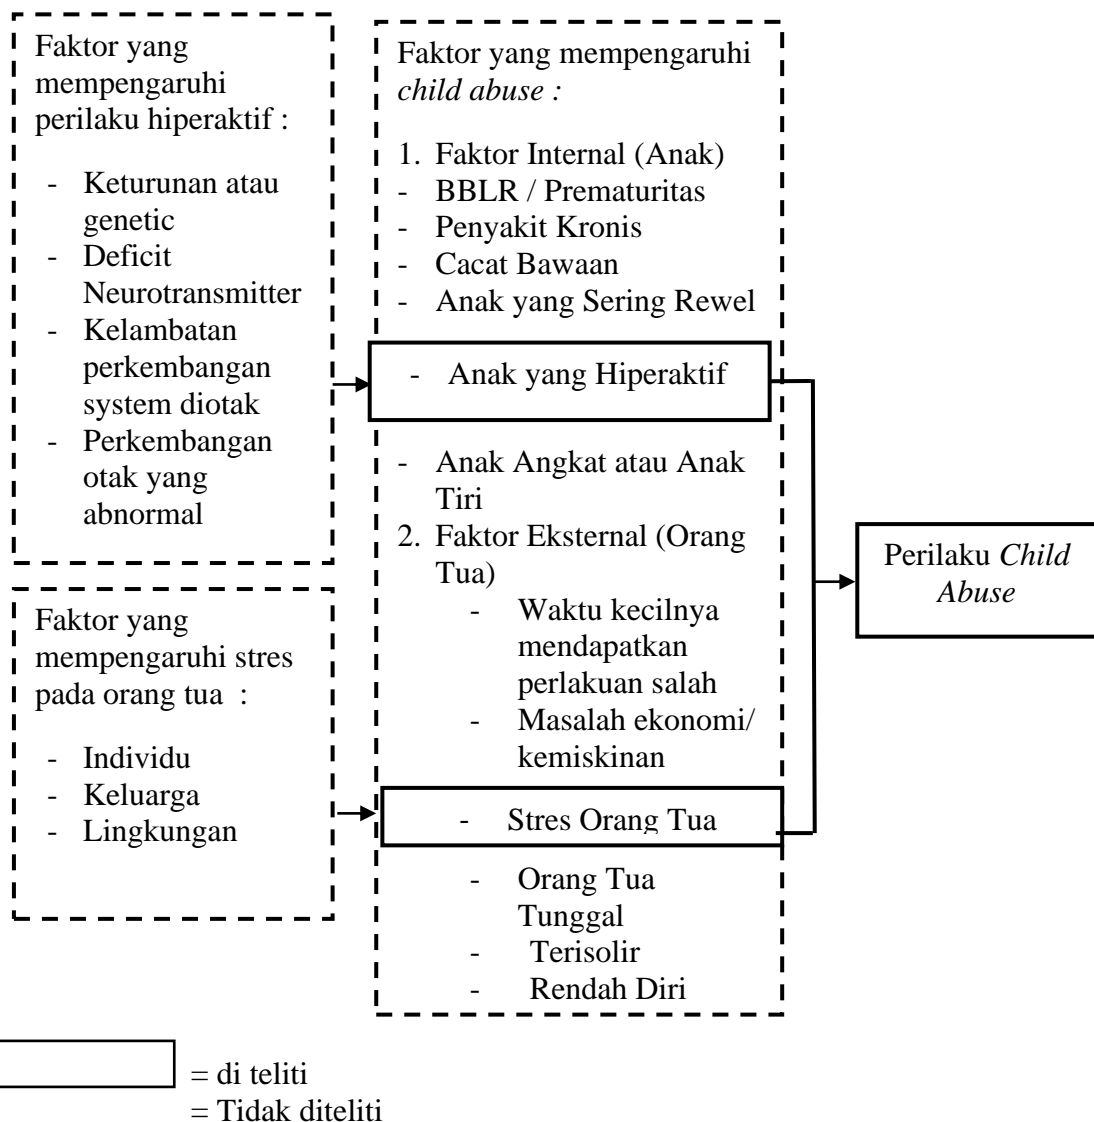 Faktor yang
mempengaruhi
perilaku hiperaktif :
- Keturunan atau
genetic
- Deficit
Neurotransmitter
- Kelambatan
perkembangan
system diotak
- Perkembangan
otak yang
abnormal
Faktor yang
mempengaruhi stres
pada orang tua :
- Individu
- Keluarga
- Lingkungan
Faktor yang mempengaruhi
child abuse :
1. Faktor Internal (Anak)
- BBLR / Prematuritas
- Penyakit Kronis
- Cacat Bawaan
- Anak yang Sering Rewel
- Anak yang Hiperaktif
- Anak Angkat atau Anak
Tiri
2. Faktor Eksternal (Orang
Tua)
- Waktu kecilnya
mendapatkan
perlakuan salah
- Masalah ekonomi/
kemiskinan
- Stres Orang Tua
- Orang Tua
Tunggal
- Terisolir
- Rendah Diri
Perilaku Child
Abuse
= di teliti
= Tidak diteliti